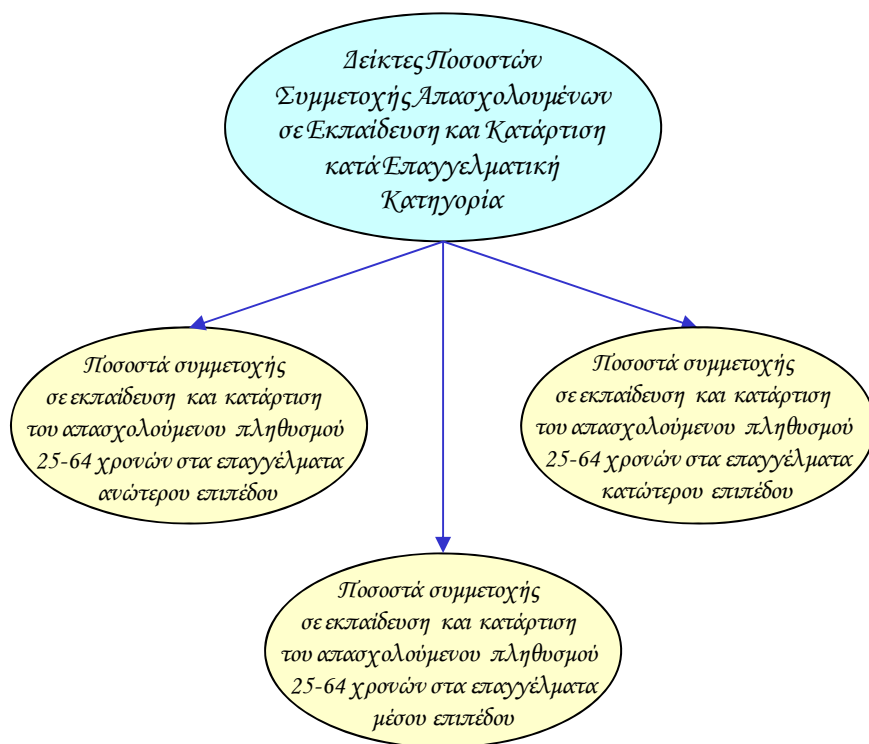 Δείκτες Ποσοστών
Συμμετοχής Απασχολουμένων
σε Εκπαίδευση και Κατάρτιση
κατά Επαγγελματική
Κατηγορία
Ποσοστά συμμετοχής
σε εκπαίδευση και κατάρτιση
του απασχολούμενου πληθυσμού
25-64 χρονών στα επαγγέλματα
ανώτερου επιπέδου
Ποσοστά συμμετοχής
σε εκπαίδευση και κατάρτιση
του απασχολούμενου πληθυσμού
25-64 χρονών στα επαγγέλματα
κατώτερου επιπέδου
Ποσοστά συμμετοχής
σε εκπαίδευση και κατάρτιση
του απασχολούμενου πληθυσμού
25-64 χρονών στα επαγγέλματα
μέσου επιπέδου